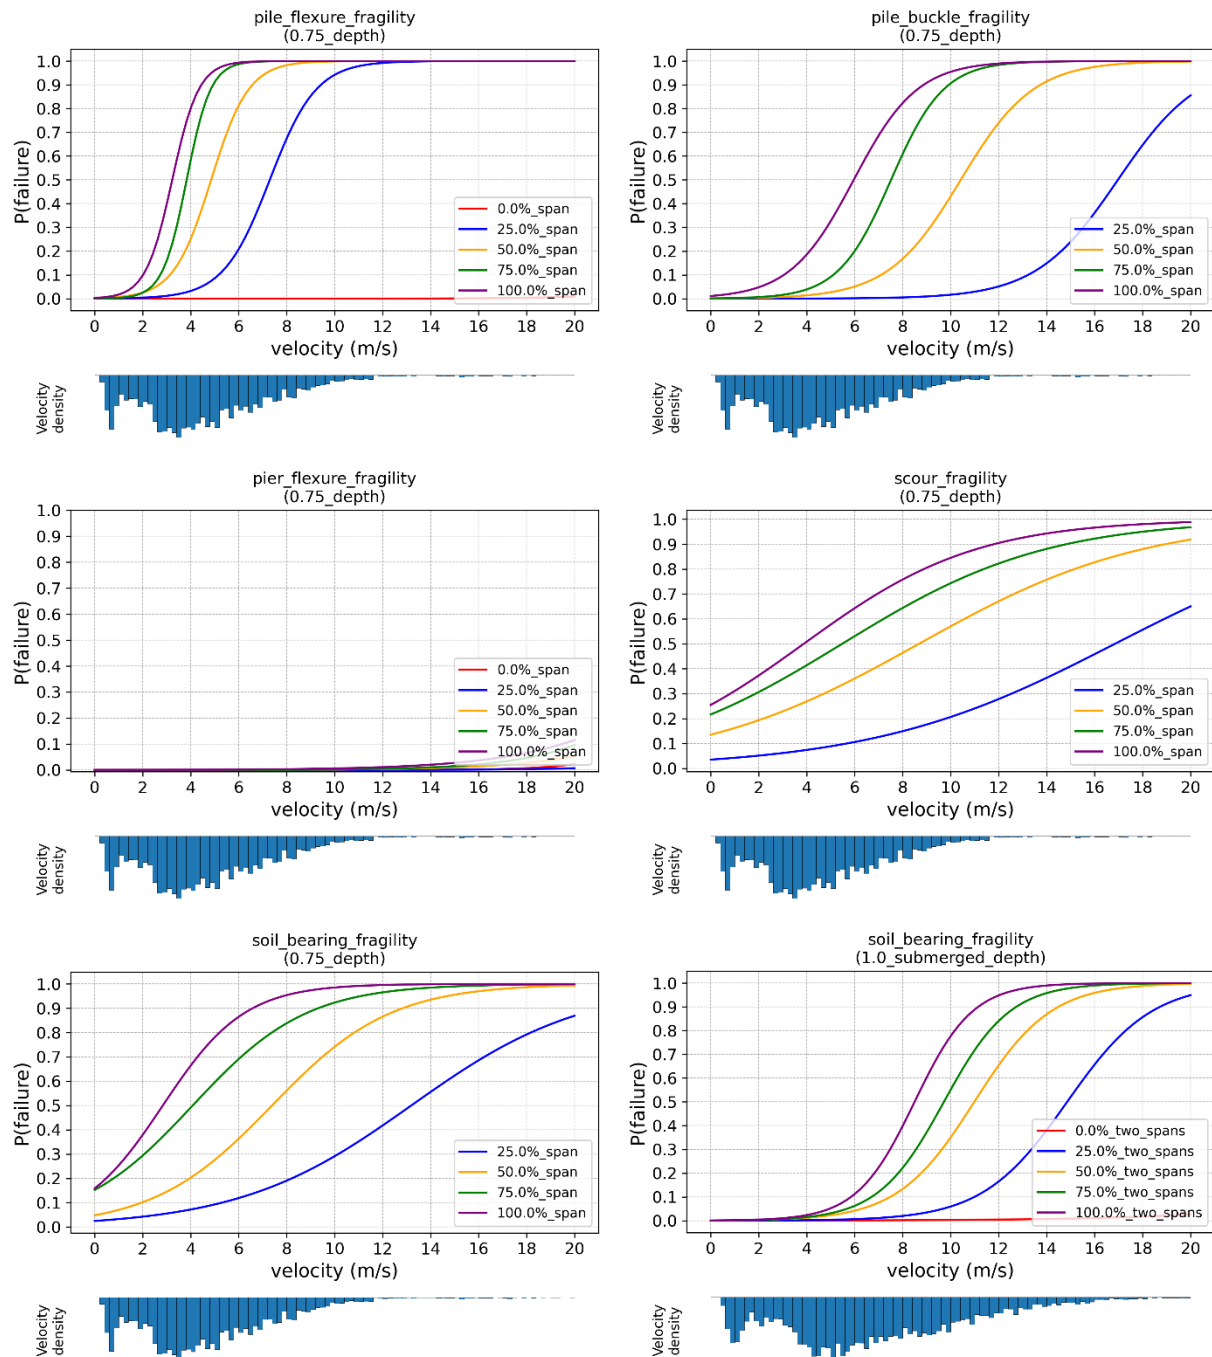 pile_flexure_fragility
(0.75_depth)
1.0
0.9
0.8
0.7
0.6
0.5
0.4
0.3
0.2
0.1
0.0
P(failure)
0.0%_span
25.0%_span
50.0%_span
75.0%_span
100.0%_span
0 2 4 6 8 10 12 14 16 18 20
velocity (m/s)
Velocity
density
pile_buckle_fragility
(0.75_depth)
1.0
0.9
0.8
0.7
0.6
0.5
0.4
0.3
0.2
0.1
0.0
P(failure)
25.0%_span
50.0%_span
75.0%_span
100.0%_span
0 2 4 6 8 10 12 14 16 18 20
velocity (m/s)
Velocity
density
pier_flexure_fragility
(0.75_depth)
1.0
0.9
0.8
0.7
0.6
0.5
0.4
0.3
0.2
0.1
0.0
P(failure)
0.0%_span
25.0%_span
50.0%_span
75.0%_span
100.0%_span
0 2 4 6 8 10 12 14 16 18 20
velocity (m/s)
Velocity
density
scour_fragility
(0.75_depth)
1.0
0.9
0.8
0.7
0.6
0.5
0.4
0.3
0.2
0.1
0.0
P(failure)
25.0%_span
50.0%_span
75.0%_span
100.0%_span
0 2 4 6 8 10 12 14 16 18 20
velocity (m/s)
Velocity
density
soil_bearing_fragility
(0.75_depth)
1.0
0.9
0.8
0.7
0.6
0.5
0.4
0.3
0.2
0.1
0.0
P(failure)
25.0%_span
50.0%_span
75.0%_span
100.0%_span
0 2 4 6 8 10 12 14 16 18 20
velocity (m/s)
Velocity
density
soil_bearing_fragility
(1.0_submerged_depth)
1.0
0.9
0.8
0.7
0.6
0.5
0.4
0.3
0.2
0.1
0.0
P(failure)
0.0%_two_spans
25.0%_two_spans
50.0%_two_spans
75.0%_two_spans
100.0%_two_spans
0 2 4 6 8 10 12 14 16 18 20
velocity (m/s)
Velocity
density